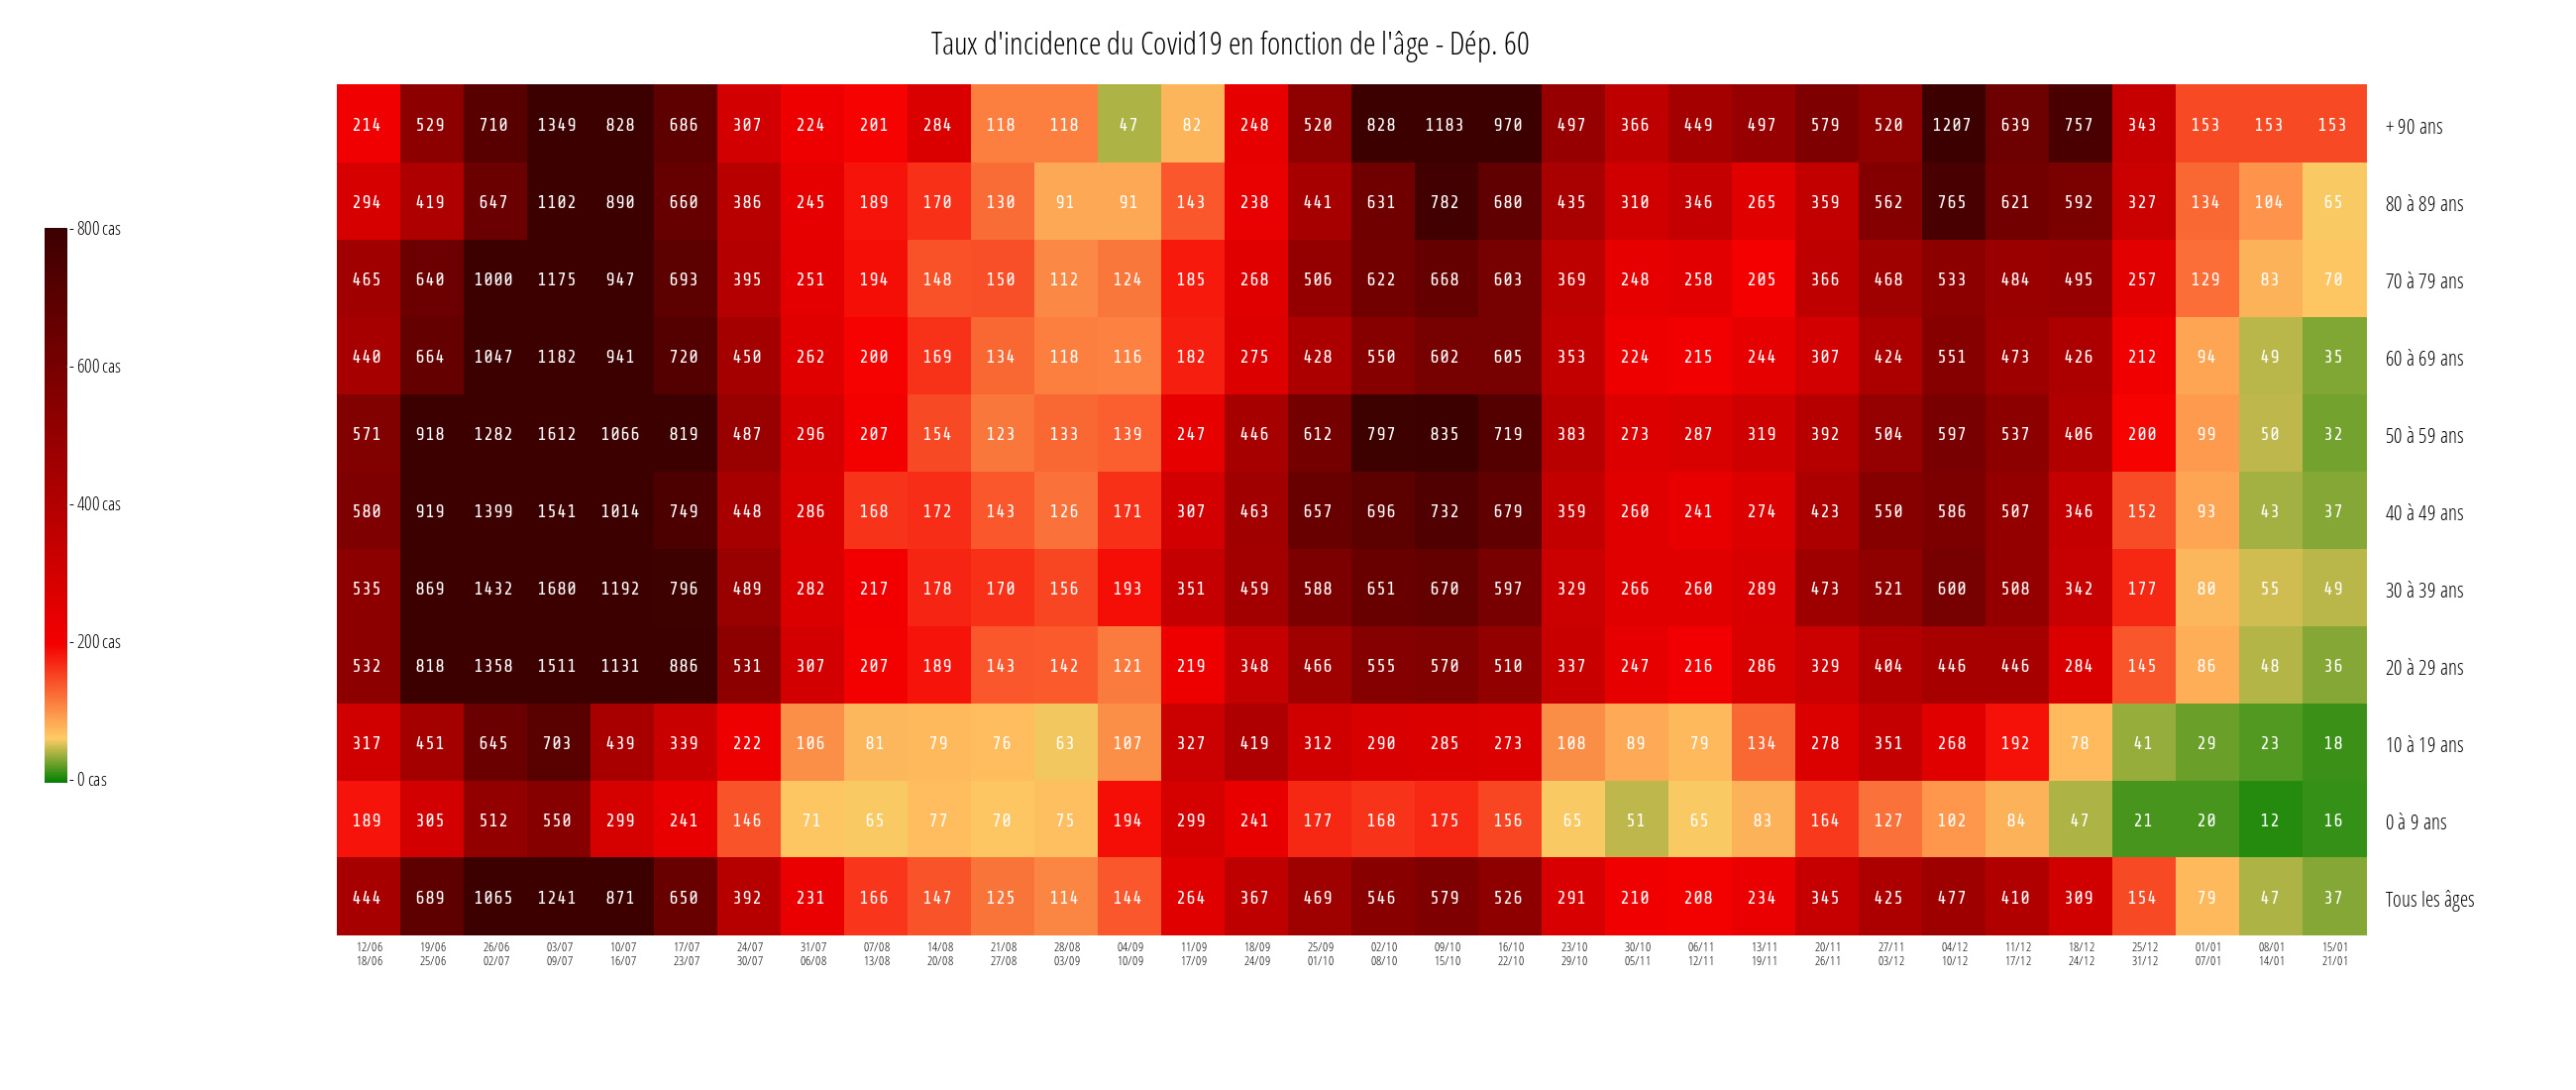 Taux d'incidence du Covid19 en fonction de l'âge - Dép. 60
- 800 cas
- 600 cas
- 400 cas
- 200 cas
- 0 cas
214 529 710 1349 828 686 307 224 201 284 118 118 47 82 248 520 828 1183 970 497 366 449 497 579 520 1207 639 757 343 153 153 153 + 90 ans
294 419 647 1102 890 660 386 245 189 170 130 91 91 143 238 441 631 782 680 435 310 346 265 359 562 765 621 592 327 134 104 65 80 à 89 ans
465 640 1000 1175 947 693 395 251 194 148 150 112 124 185 268 506 622 668 603 369 248 258 205 366 468 533 484 495 257 129 83 70 70 à 79 ans
440 664 1047 1182 941 720 450 262 200 169 134 118 116 182 275 428 550 602 605 353 224 215 244 307 424 551 473 426 212 94 49 35 60 à 69 ans
571 918 1282 1612 1066 819 487 296 207 154 123 133 139 247 446 612 797 835 719 383 273 287 319 392 504 597 537 406 200 99 50 32 50 à 59 ans
580 919 1399 1541 1014 749 448 286 168 172 143 126 171 307 463 657 696 732 679 359 260 241 274 423 550 586 507 346 152 93 43 37 40 à 49 ans
535 869 1432 1680 1192 796 489 282 217 178 170 156 193 351 459 588 651 670 597 329 266 260 289 473 521 600 508 342 177 80 55 49 30 à 39 ans
532 818 1358 1511 1131 886 531 307 207 189 143 142 121 219 348 466 555 570 510 337 247 216 286 329 404 446 446 284 145 86 48 36 20 à 29 ans
317 451 645 703 439 339 222 106 81 79 76 63 107 327 419 312 290 285 273 108 89 79 134 278 351 268 192 78 41 29 23 18 10 à 19 ans
189 305 512 550 299 241 146 71 65 77 70 75 194 299 241 177 168 175 156 65 51 65 83 164 127 102 84 47 21 20 12 16 0 à 9 ans
444 689 1065 1241 871 650 392 231 166 147 125 114 144 264 367 469 546 579 526 291 210 208 234 345 425 477 410 309 154 79 47 37 Tous les âges
12/06 19/06 26/06 03/07 10/07 17/07 24/07 31/07 07/08 14/08 21/08 28/08 04/09 11/09 18/09 25/09 02/10 09/10 16/10 23/10 30/10 06/11 13/11 20/11 27/11 04/12 11/12 18/12 25/12 01/01 08/01 15/01
18/06 25/06 02/07 09/07 16/07 23/07 30/07 06/08 13/08 20/08 27/08 03/09 10/09 17/09 24/09 01/10 08/10 15/10 22/10 29/10 05/11 12/11 19/11 26/11 03/12 10/12 17/12 24/12 31/12 07/01 14/01 21/01